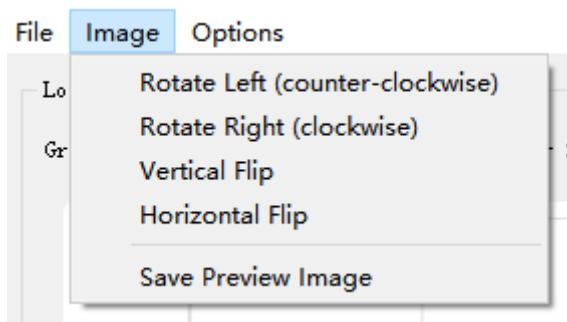 File Image Options
Rotate Left (counter-clockwise)
Rotate Right (clockwise)
Vertical Flip
Horizontal Flip
Save Preview Image